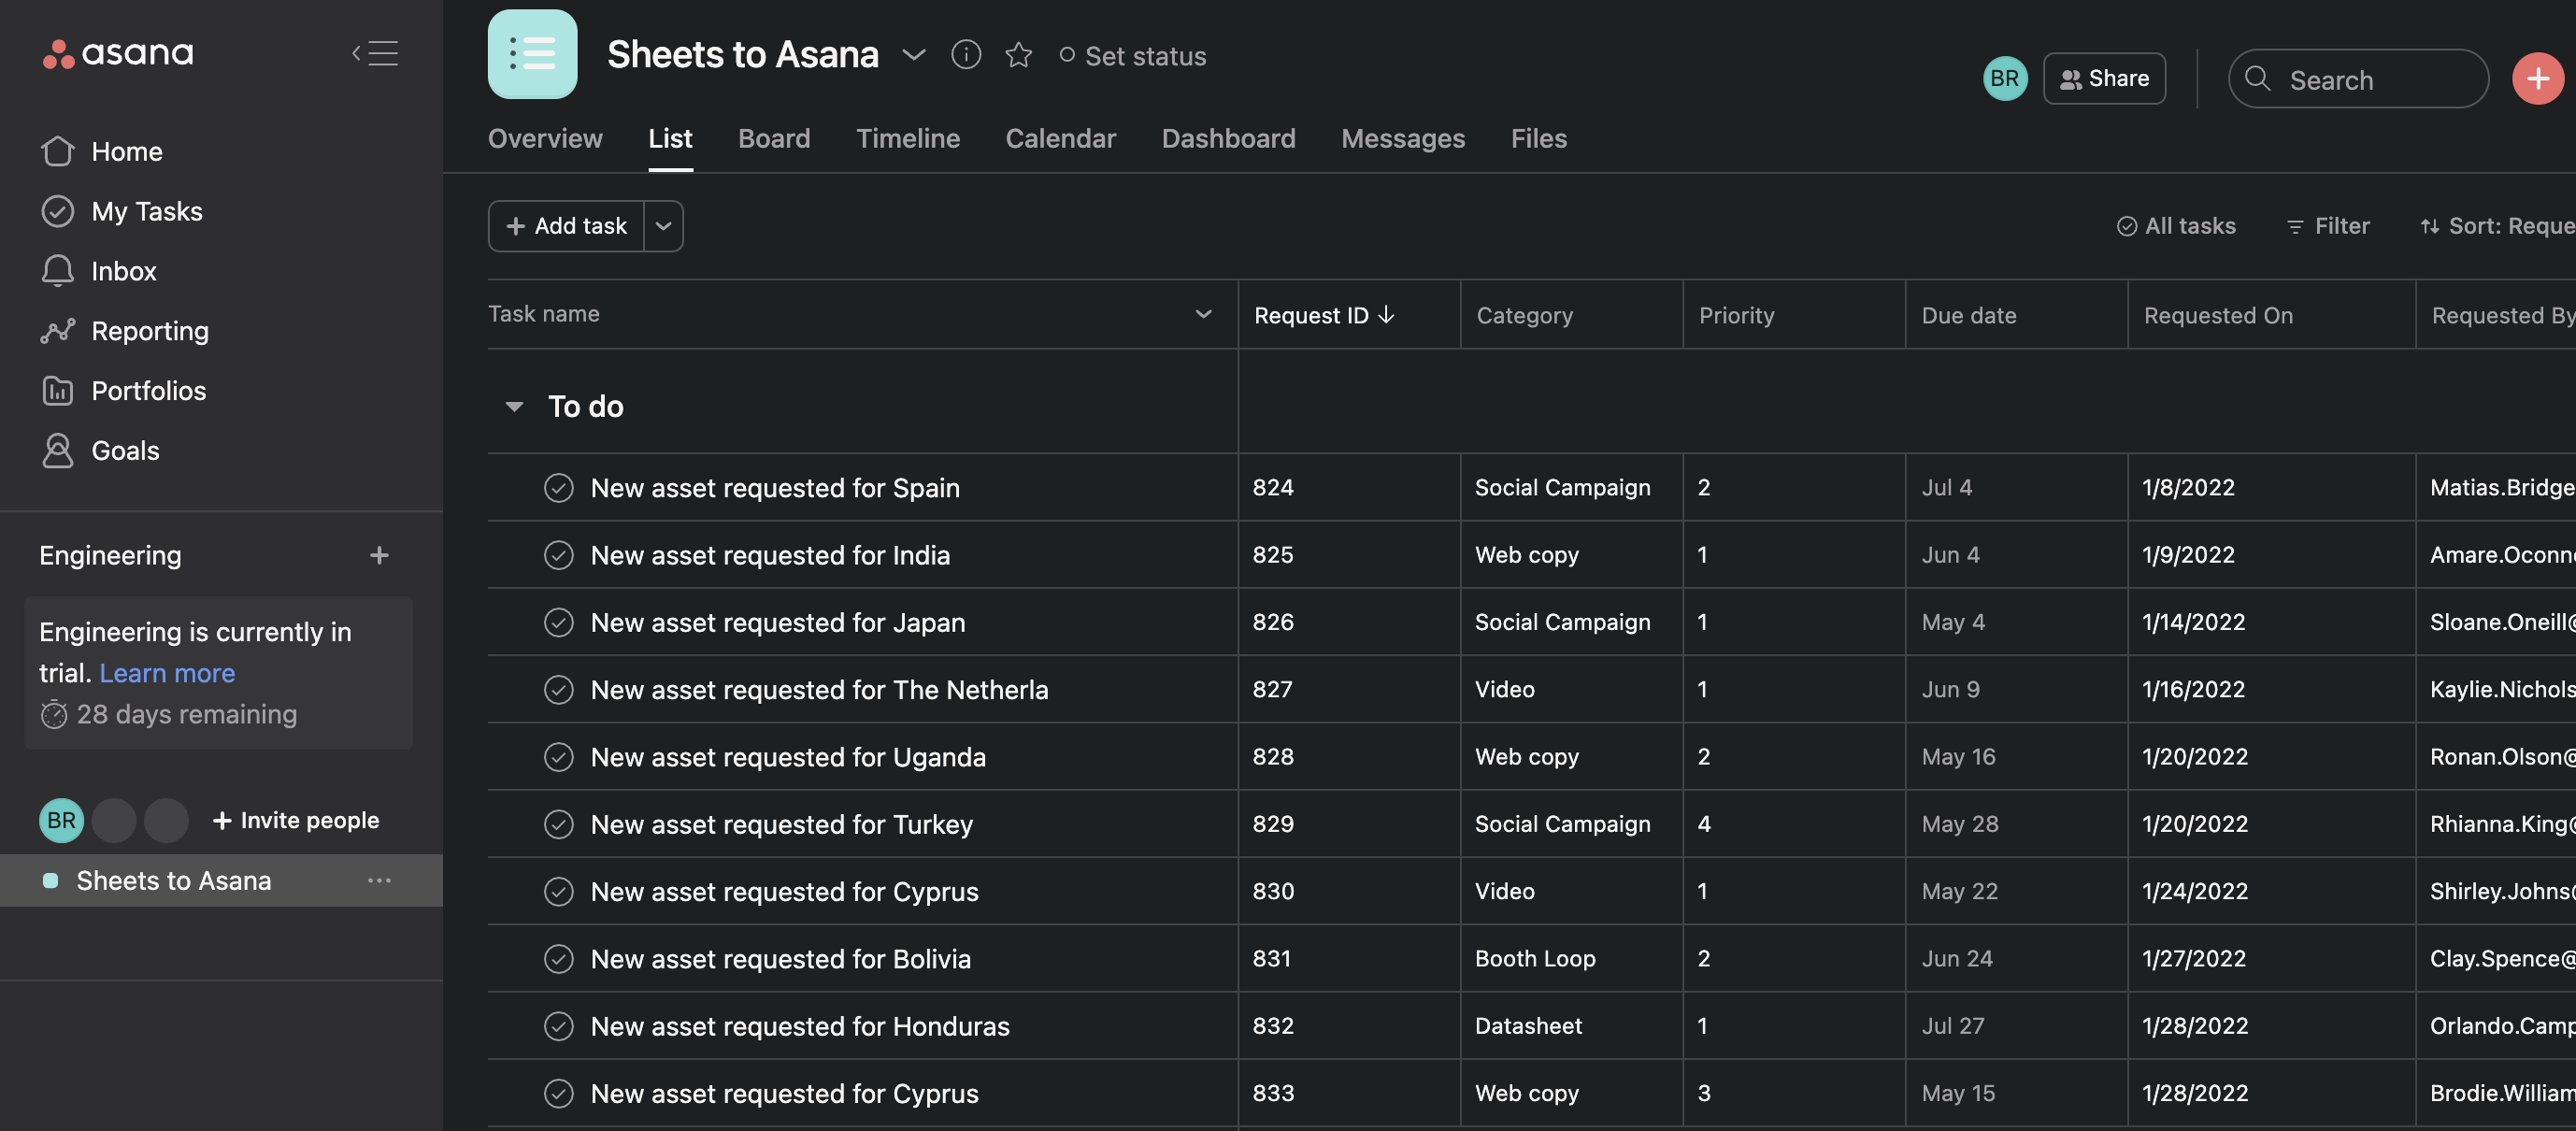 asana
Home
My Tasks
Inbox
Reporting
Portfolios
Goals
Engineering
Engineering is currently in
trial. Learn more
28 days remaining
BR
+ Invite people
Sheets to Asana
Sheets to Asana
Set status
BR
Share
Search
Overview List Board Timeline Calendar Dashboard Messages Files
+ Add task
All tasks Filter Sort: Reque
Task name Request ID Category Priority Due date Requested On Requested By
To do
New asset requested for Spain 824 Social Campaign 2 Jul 4 1/8/2022 Matias.Bridge
New asset requested for India 825 Web copy 1 Jun 4 1/9/2022 Amare.Oconn
New asset requested for Japan 826 Social Campaign 1 May 4 1/14/2022 Sloane.Oneill@
New asset requested for The Netherla 827 Video 1 Jun 9 1/16/2022 Kaylie.Nichols
New asset requested for Uganda 828 Web copy 2 May 16 1/20/2022 Ronan.Olson@
New asset requested for Turkey 829 Social Campaign 4 May 28 1/20/2022 Rhianna.King@
New asset requested for Cyprus 830 Video 1 May 22 1/24/2022 Shirley.Johns
New asset requested for Bolivia 831 Booth Loop 2 Jun 24 1/27/2022 Clay.Spence@
New asset requested for Honduras 832 Datasheet 1 Jul 27 1/28/2022 Orlando.Camp
New asset requested for Cyprus 833 Web copy 3 May 15 1/28/2022 Brodie.William